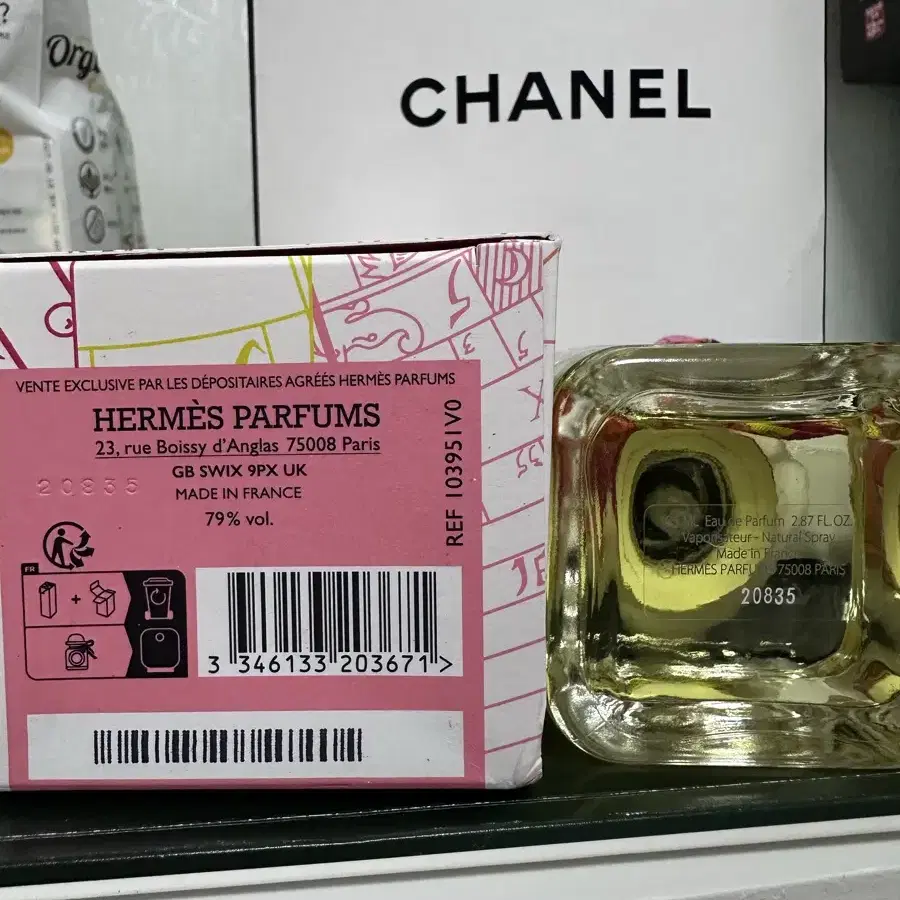 CHANEL
VENTE EXCLUSIVE PAR LES DÉPOSITAIRES AGRÉÉS HERMÈS PARFUMS
HERMÈS PARFUMS
23, rue Boissy d'Anglas 75008 Paris
GB SW1X 9PX UK
MADE IN FRANCE
79% vol.
20835
REF 103951V0
FR
3 346133 203671 >
Eau de Parfum 2.87 FL.OZ.
Vaporisateur - Natural Spray
Made in France
HERMÈS PARFUMS 75008 PARIS
20835